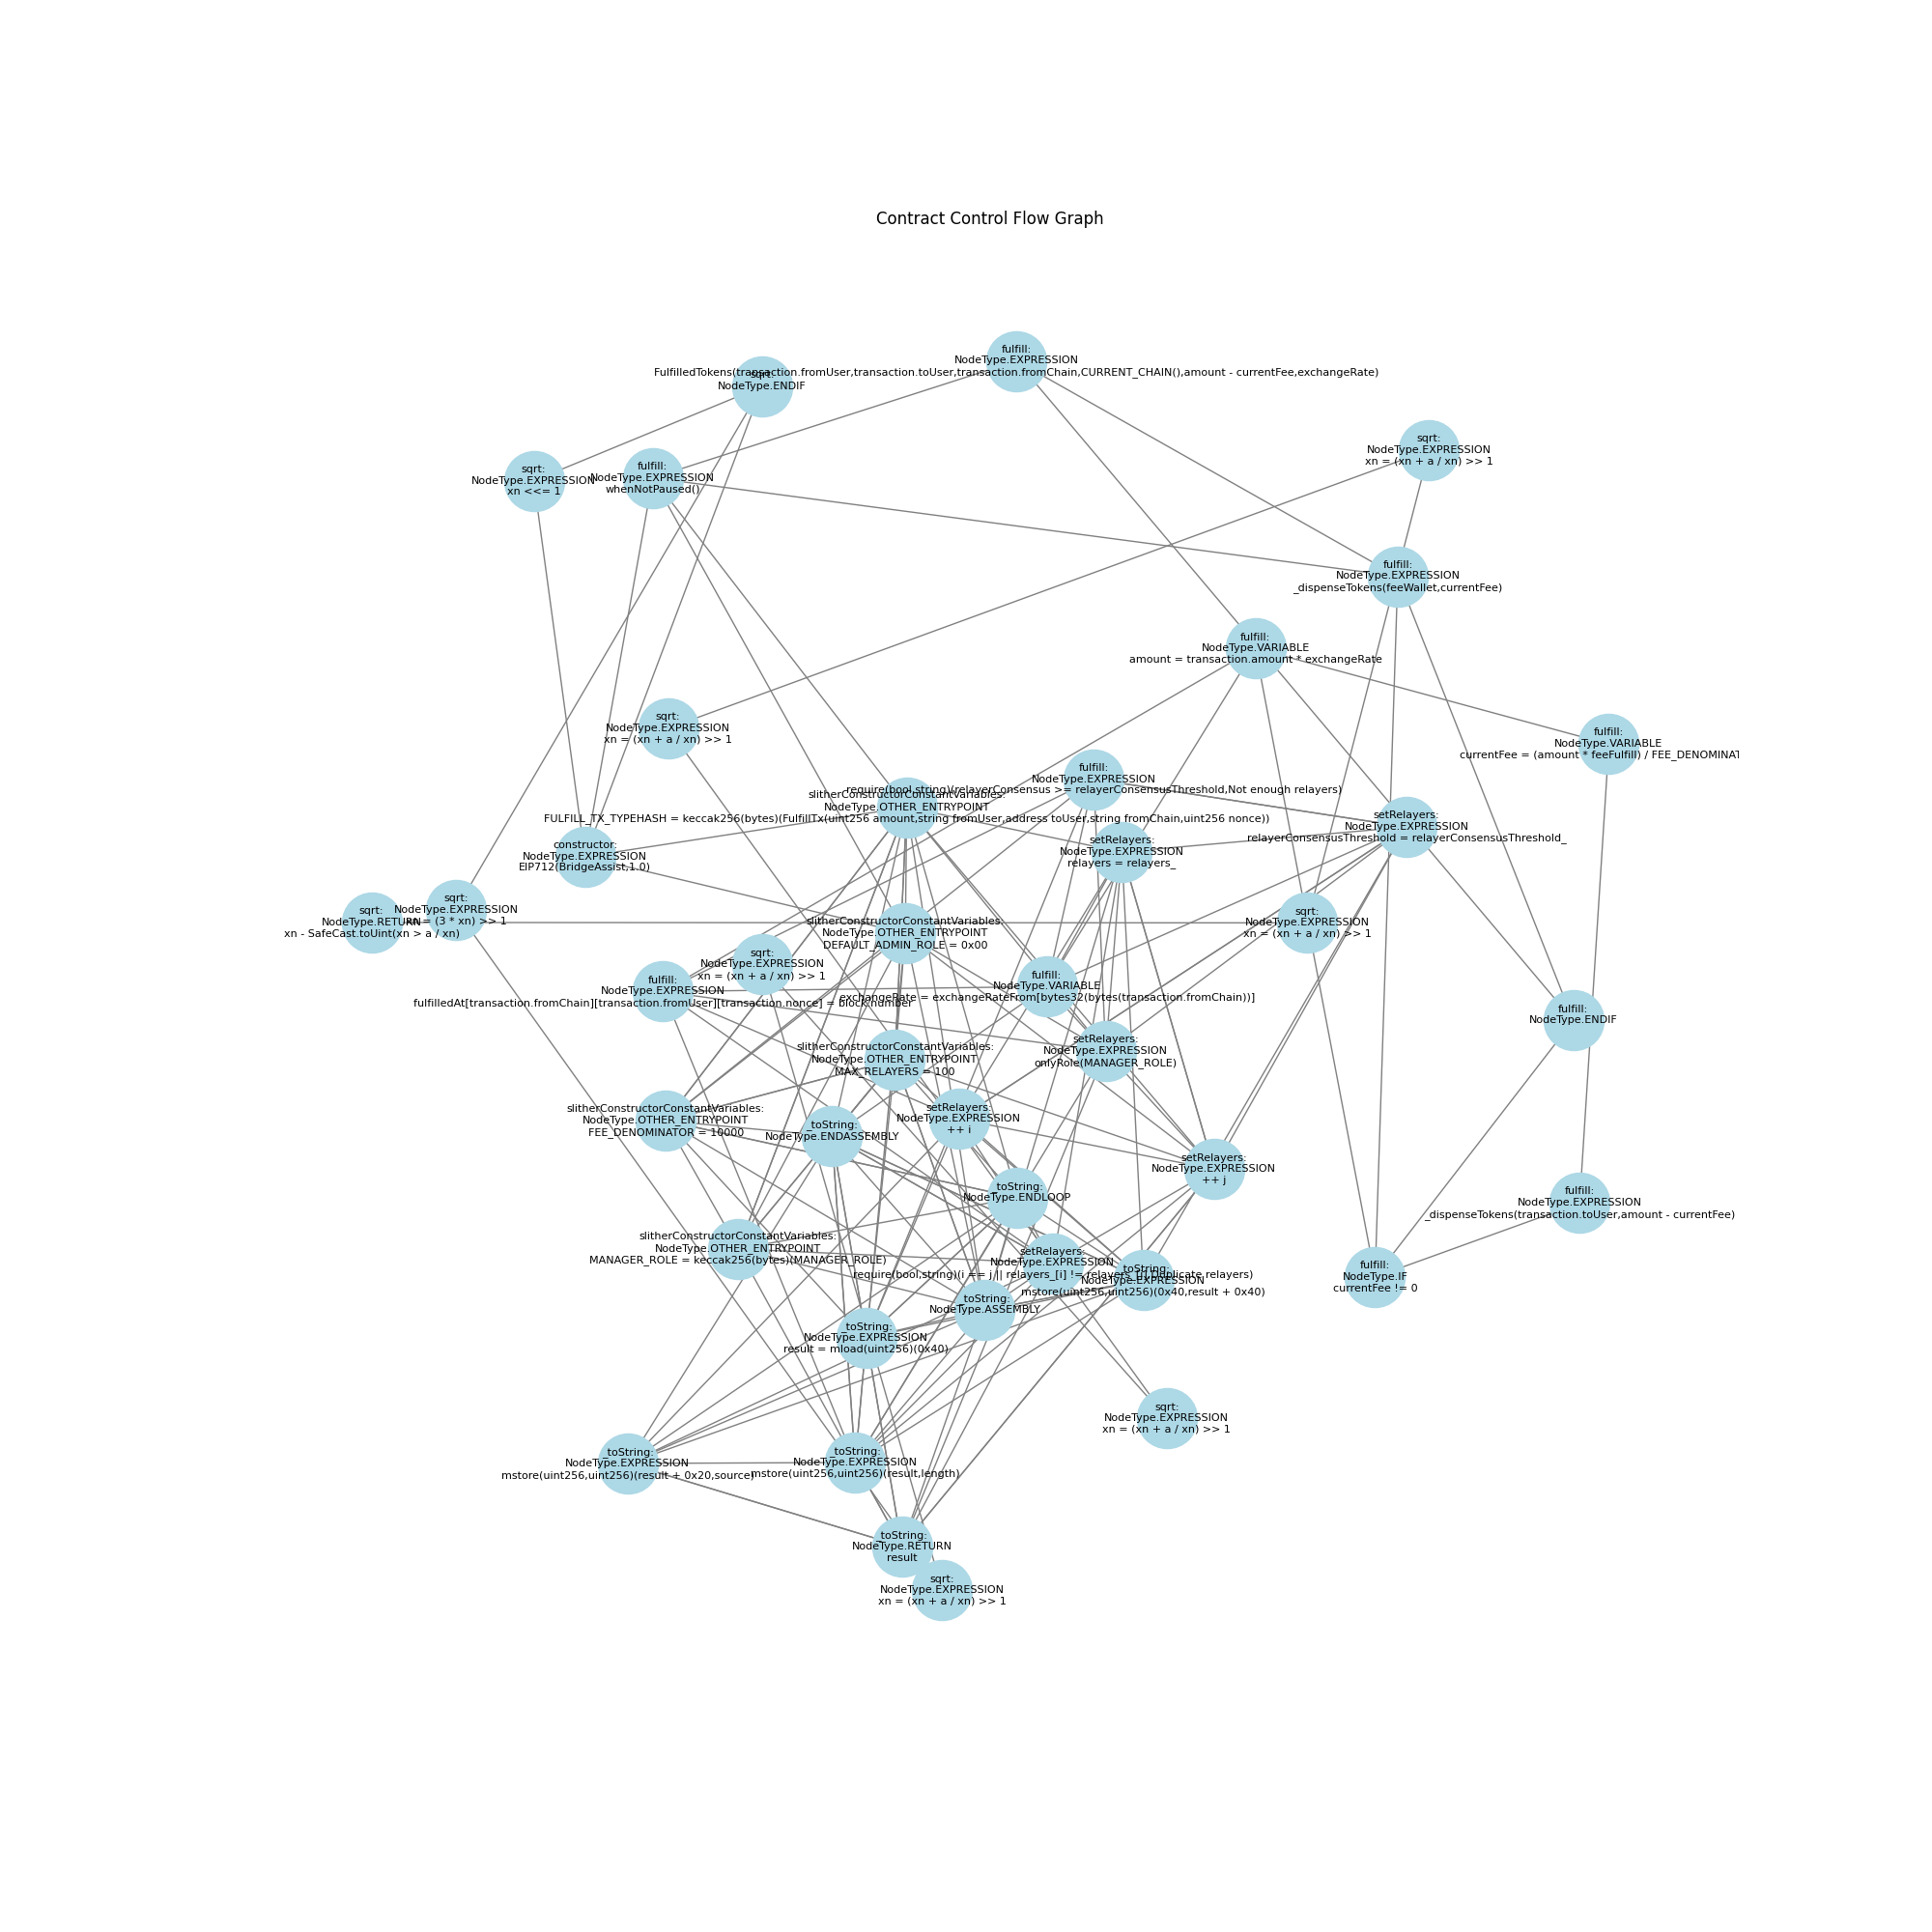 Contract Control Flow Graph
fulfill:
NodeType.EXPRESSION
FulfilledTokens(transaction.fromUser,transaction.toUser,transaction.fromChain,CURRENT_CHAIN(),amount - currentFee,exchangeRate)
sqrt:
NodeType.ENDIF
sqrt:
NodeType.EXPRESSION
xn = (xn + a / xn) >> 1
sqrt:
NodeType.EXPRESSION
xn <<= 1
fulfill:
NodeType.EXPRESSION
whenNotPaused()
fulfill:
NodeType.EXPRESSION
_dispenseTokens(feeWallet,currentFee)
fulfill:
NodeType.VARIABLE
amount = transaction.amount * exchangeRate
sqrt:
NodeType.EXPRESSION
xn = (xn + a / xn) >> 1
fulfill:
NodeType.VARIABLE
currentFee = (amount * feeFulfill) / FEE_DENOMINAT
fulfill:
NodeType.EXPRESSION
require(bool,string)(relayerConsensus >= relayerConsensusThreshold,Not enough relayers)
slitherConstructorConstantVariables:
NodeType.OTHER_ENTRYPOINT
FULFILL_TX_TYPEHASH = keccak256(bytes)(FulfillTx(uint256 amount,string fromUser,address toUser,string fromChain,uint256 nonce))
setRelayers:
NodeType.EXPRESSION
relayerConsensusThreshold = relayerConsensusThreshold_
setRelayers:
NodeType.EXPRESSION
relayers = relayers_
constructor:
NodeType.EXPRESSION
EIP712(BridgeAssist,1.0)
sqrt:
NodeType.EXPRESSION
xn = (3 * xn) >> 1
sqrt:
NodeType.RETURN
xn - SafeCast.toUint(xn > a / xn)
sqrt:
NodeType.EXPRESSION
xn = (xn + a / xn) >> 1
slitherConstructorConstantVariables:
NodeType.OTHER_ENTRYPOINT
DEFAULT_ADMIN_ROLE = 0x00
sqrt:
NodeType.EXPRESSION
xn = (xn + a / xn) >> 1
fulfill:
NodeType.VARIABLE
exchangeRate = exchangeRateFrom[bytes32(bytes(transaction.fromChain))]
fulfill:
NodeType.EXPRESSION
fulfilledAt[transaction.fromChain][transaction.fromUser][transaction.nonce] = block.number
fulfill:
NodeType.ENDIF
setRelayers:
NodeType.EXPRESSION
onlyRole(MANAGER_ROLE)
slitherConstructorConstantVariables:
NodeType.OTHER_ENTRYPOINT
MAX_RELAYERS = 100
slitherConstructorConstantVariables:
NodeType.OTHER_ENTRYPOINT
FEE_DENOMINATOR = 10000
setRelayers:
NodeType.EXPRESSION
++ i
_toString:
NodeType.ENDASSEMBLY
setRelayers:
NodeType.EXPRESSION
++ j
_toString:
NodeType.ENDLOOP
fulfill:
NodeType.EXPRESSION
_dispenseTokens(transaction.toUser,amount - currentFee)
slitherConstructorConstantVariables:
NodeType.OTHER_ENTRYPOINT
MANAGER_ROLE = keccak256(bytes)(MANAGER_ROLE)
setRelayers:
NodeType.EXPRESSION
require(bool,string)(i == j || relayers_[i] != relayers_[j],Duplicate relayers)
_toString:
NodeType.EXPRESSION
mstore(uint256,uint256)(0x40,result + 0x40)
fulfill:
NodeType.IF
currentFee != 0
_toString:
NodeType.ASSEMBLY
_toString:
NodeType.EXPRESSION
result = mload(uint256)(0x40)
sqrt:
NodeType.EXPRESSION
xn = (xn + a / xn) >> 1
_toString:
NodeType.EXPRESSION
mstore(uint256,uint256)(result + 0x20,source)
_toString:
NodeType.EXPRESSION
mstore(uint256,uint256)(result,length)
_toString:
NodeType.RETURN
result
sqrt:
NodeType.EXPRESSION
xn = (xn + a / xn) >> 1